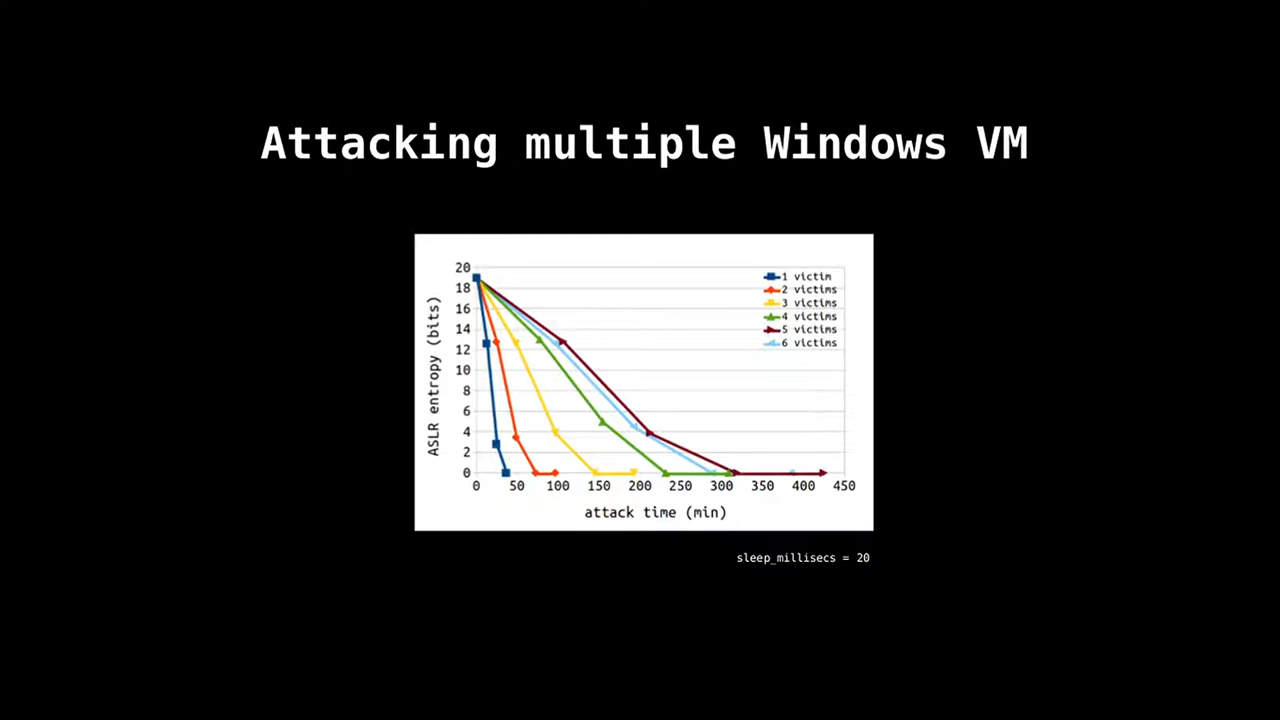 Attacking multiple Windows VM
20
18
16
14
12
10
8
6
4
2
0
ASLR entropy (bits)
1 victim
2 victims
3 victims
4 victims
5 victims
6 victims
0 50 100 150 200 250 300 350 400 450
attack time (min)
sleep_millisecs = 20